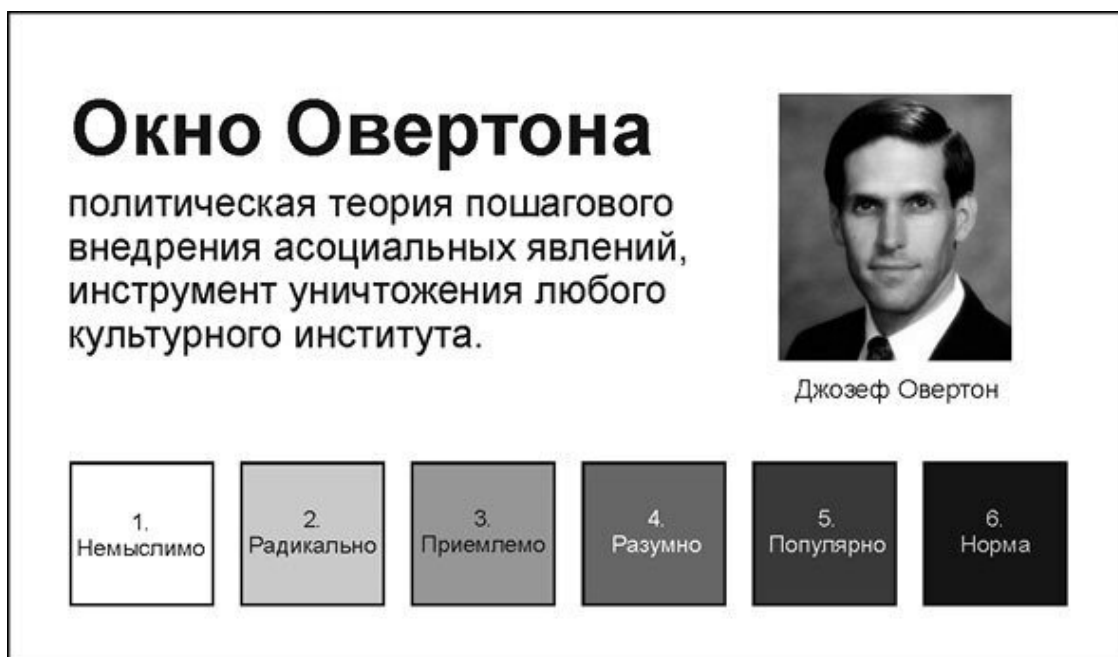 Окно Овертона
политическая теория пошагового
внедрения асоциальных явлений,
инструмент уничтожения любого
культурного института.
Джозеф Овертон
1.
Немыслимо
2.
Радикально
3.
Приемлемо
4.
Разумно
5.
Популярно
6.
Норма